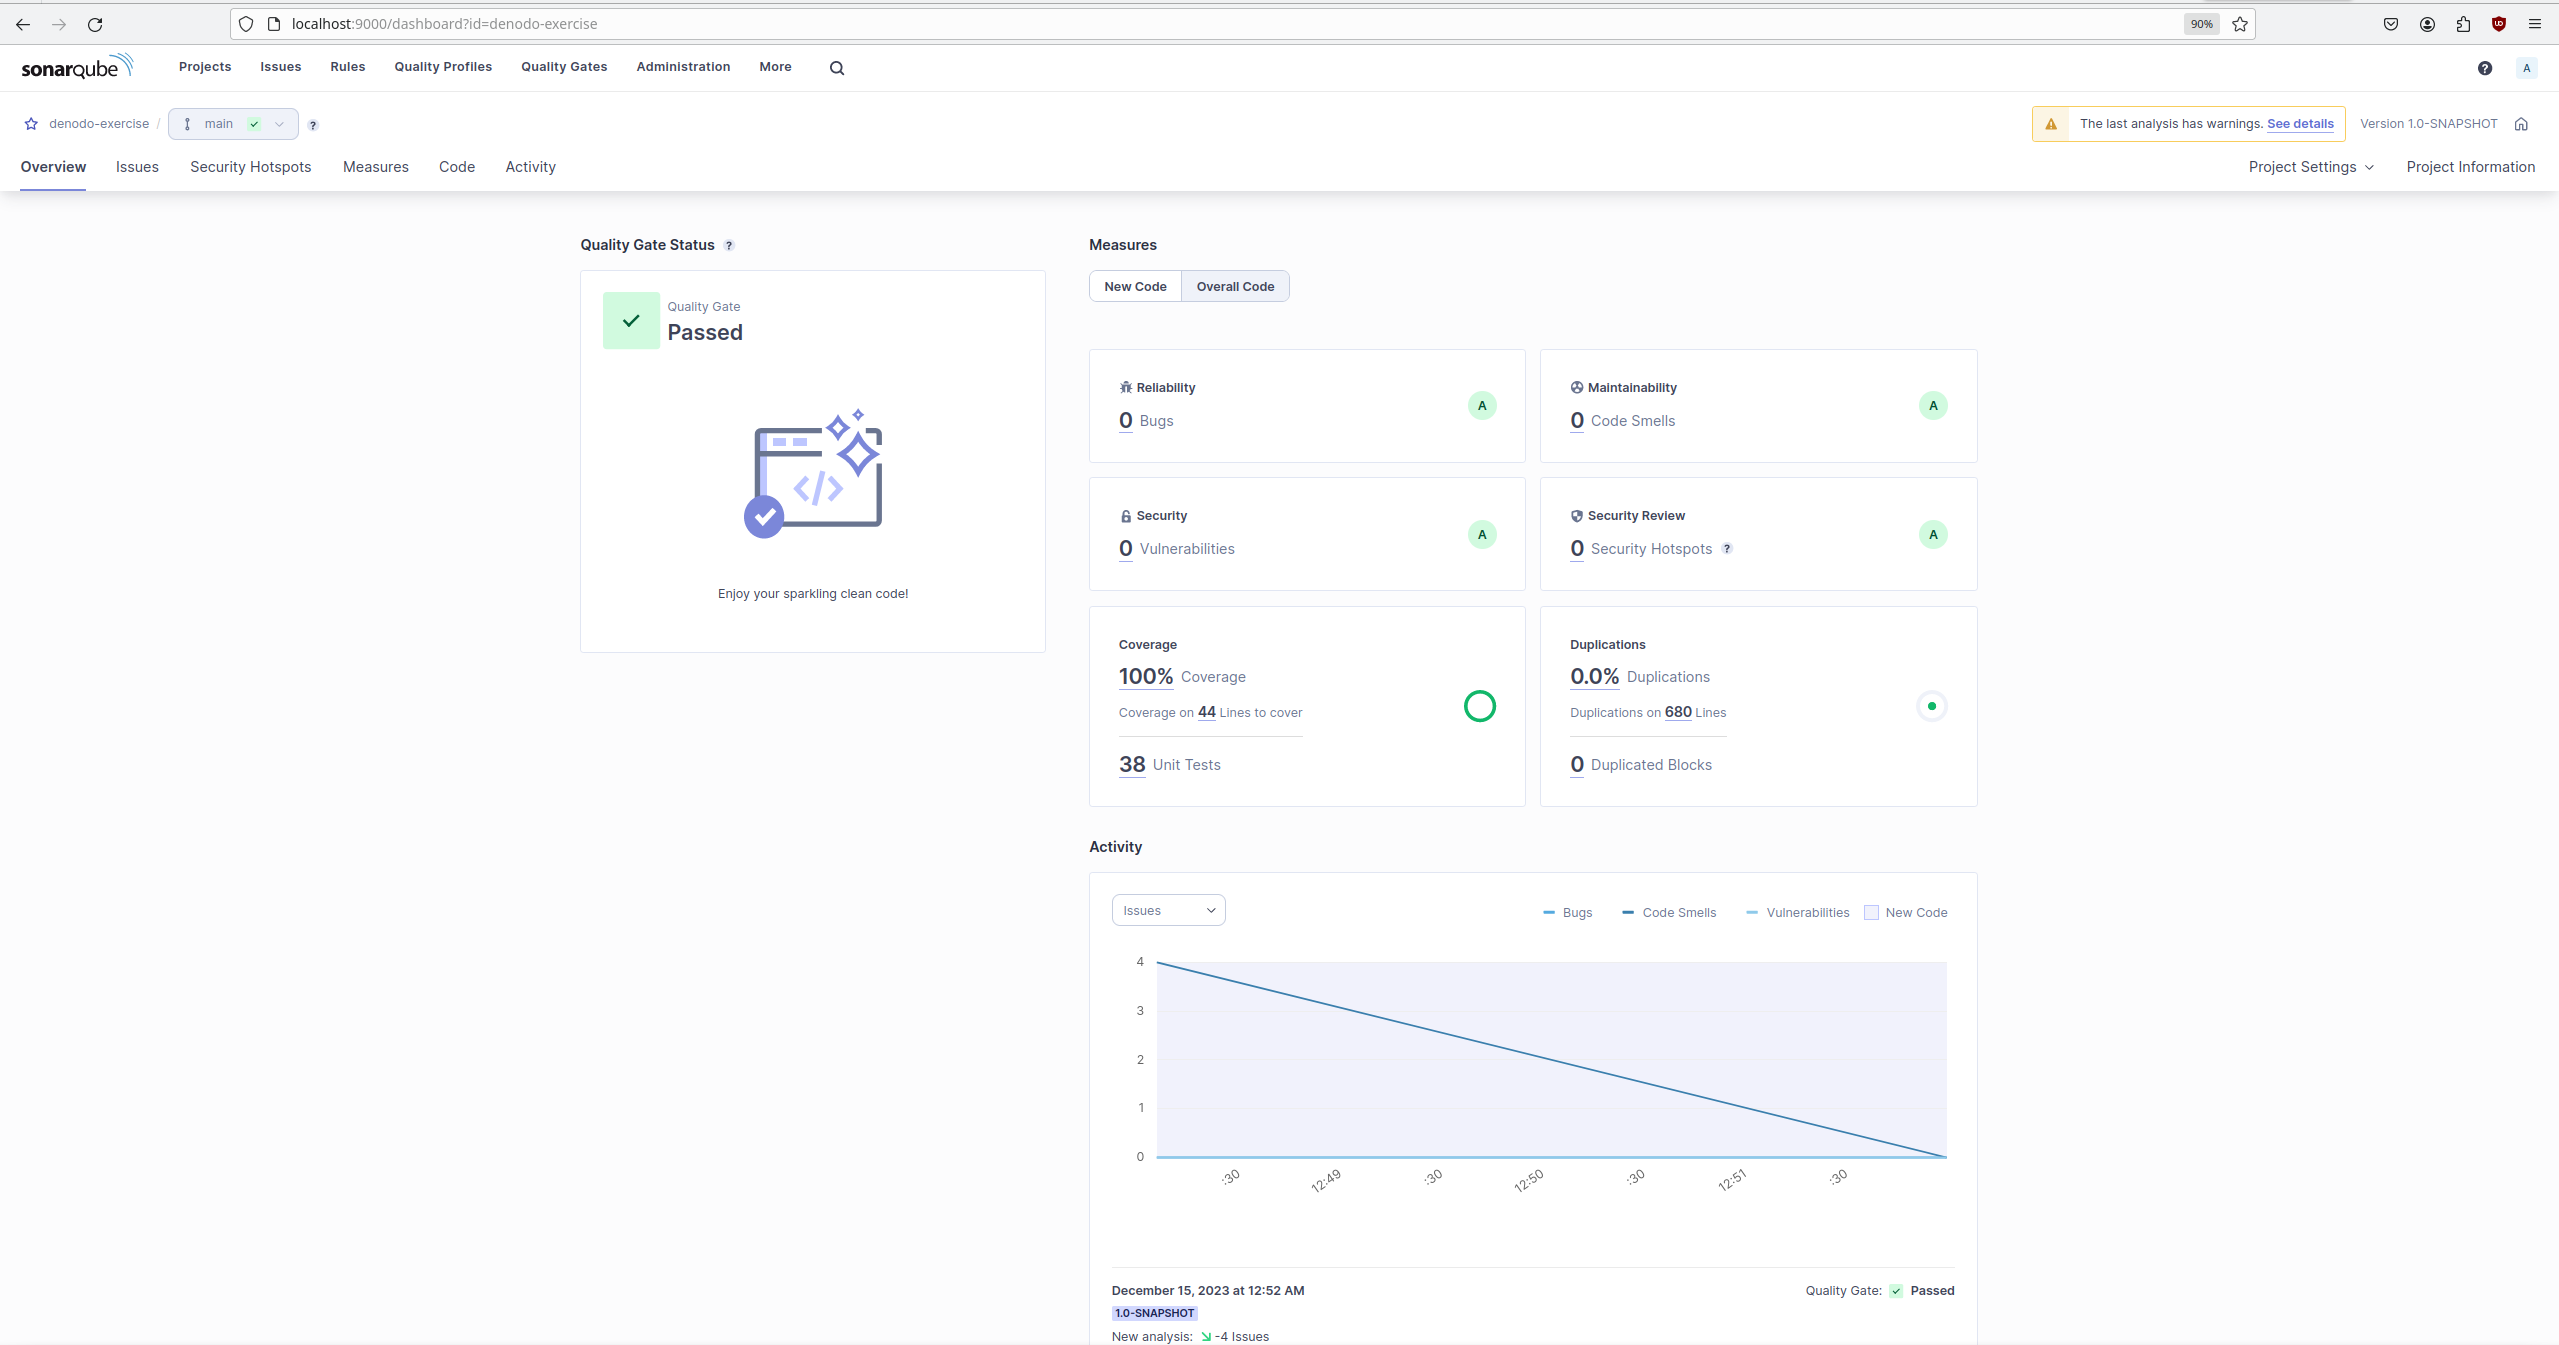 localhost:9000/dashboard?id=denodo-exercise
90%
sonarqube
Projects Issues Rules Quality Profiles Quality Gates Administration More
? A
denodo-exercise / main ?
The last analysis has warnings. See details
Version 1.0-SNAPSHOT
Overview Issues Security Hotspots Measures Code Activity
Project Settings Project Information
Quality Gate Status ?
Quality Gate
Passed
</>
Enjoy your sparkling clean code!
Measures
New Code Overall Code
Reliability
0 Bugs
A
Maintainability
0 Code Smells
A
Security
0 Vulnerabilities
A
Security Review
0 Security Hotspots ?
A
Coverage
100% Coverage
Coverage on 44 Lines to cover
38 Unit Tests
Duplications
0.0% Duplications
Duplications on 680 Lines
0 Duplicated Blocks
Activity
Issues
Bugs Code Smells Vulnerabilities New Code
4
3
2
1
0
:30 12:49 :30 12:50 :30 12:51 :30
December 15, 2023 at 12:52 AM
Quality Gate: Passed
1.0-SNAPSHOT
New analysis: -4 Issues